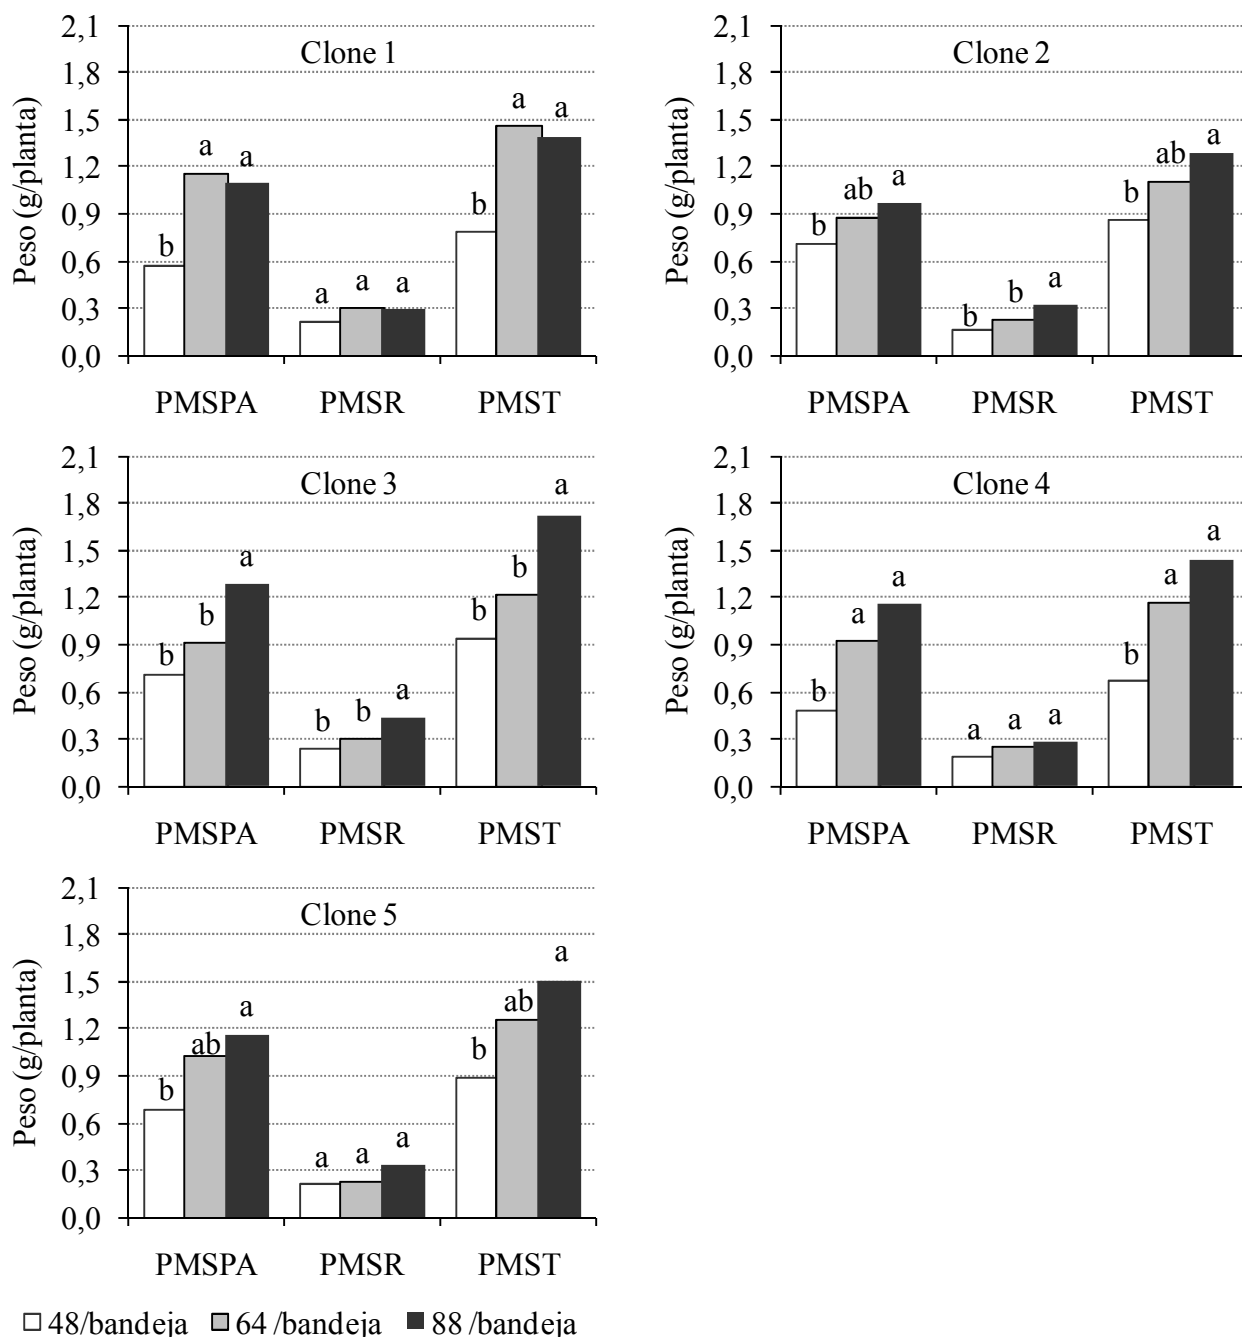 Clone 1
Peso (g/planta)
2,1
1,8
1,5
1,2
0,9
0,6
0,3
0,0
b a a
a a a
b a a
PMSPA PMSR PMST
Clone 2
Peso (g/planta)
2,1
1,8
1,5
1,2
0,9
0,6
0,3
0,0
b ab a
b b a
b ab a
PMSPA PMSR PMST
Clone 3
Peso (g/planta)
2,1
1,8
1,5
1,2
0,9
0,6
0,3
0,0
b b a
b b a
b b a
PMSPA PMSR PMST
Clone 4
Peso (g/planta)
2,1
1,8
1,5
1,2
0,9
0,6
0,3
0,0
b a a
a a a
b a a
PMSPA PMSR PMST
Clone 5
Peso (g/planta)
2,1
1,8
1,5
1,2
0,9
0,6
0,3
0,0
b ab a
a a a
b ab a
PMSPA PMSR PMST
48/bandeja 64 /bandeja 88 /bandeja